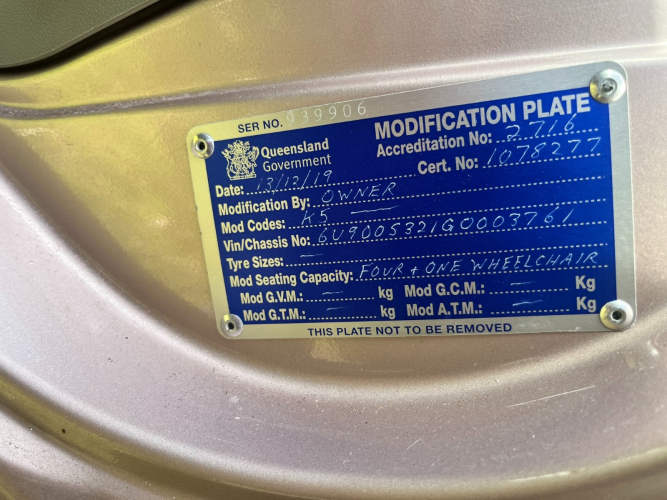 SER NO. 939906
MODIFICATION PLATE
Queensland
Government
Accreditation No: 2716
Cert. No: 1078277
Date: 13/12/19
Modification By: OWNER
Mod Codes: K5 —
Vin/Chassis No: 6U9005321G0003761
Tyre Sizes: —
Mod Seating Capacity: FOUR + ONE WHEELCHAIR
Mod G.V.M.: — kg Mod G.C.M.: — Kg
Mod G.T.M.: — kg Mod A.T.M.: — Kg
THIS PLATE NOT TO BE REMOVED